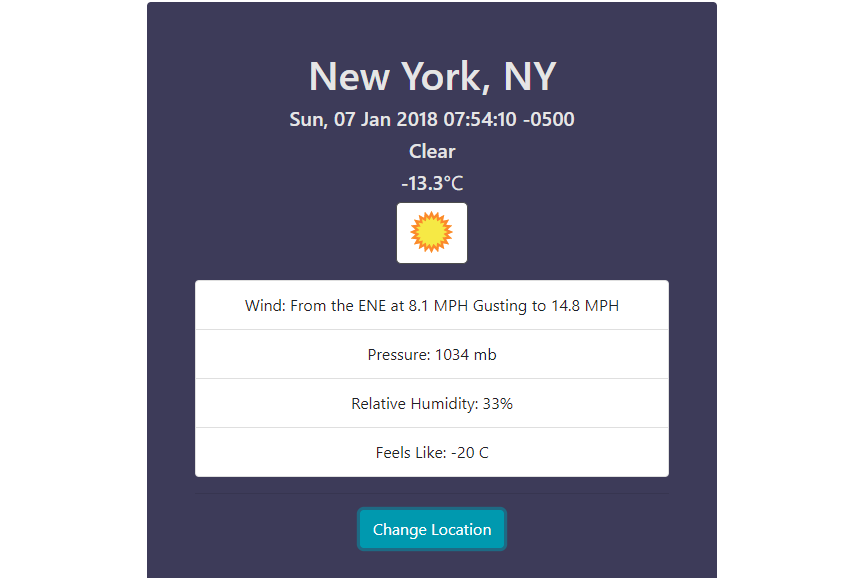 New York, NY
Sun, 07 Jan 2018 07:54:10 -0500
Clear
-13.3°C
Wind: From the ENE at 8.1 MPH Gusting to 14.8 MPH
Pressure: 1034 mb
Relative Humidity: 33%
Feels Like: -20 C
Change Location